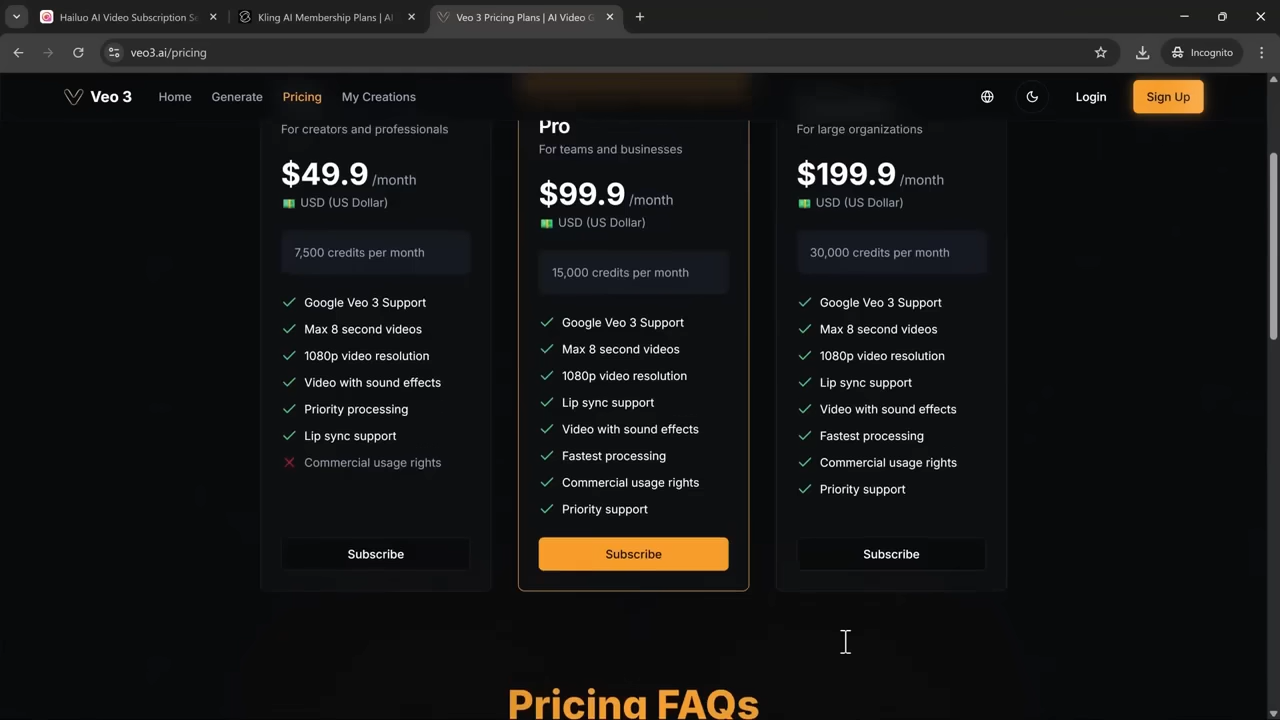 Hailuo AI Video Subscription Se
Kling AI Membership Plans | AI
Veo 3 Pricing Plans | AI Video G
veo3.ai/pricing
Incognito
Veo 3
Home
Generate
Pricing
My Creations
Login
Sign Up
For creators and professionals
$49.9 /month
USD (US Dollar)
7,500 credits per month
Google Veo 3 Support
Max 8 second videos
1080p video resolution
Video with sound effects
Priority processing
Lip sync support
Commercial usage rights
Subscribe
Pro
For teams and businesses
$99.9 /month
USD (US Dollar)
15,000 credits per month
Google Veo 3 Support
Max 8 second videos
1080p video resolution
Lip sync support
Video with sound effects
Fastest processing
Commercial usage rights
Priority support
Subscribe
For large organizations
$199.9 /month
USD (US Dollar)
30,000 credits per month
Google Veo 3 Support
Max 8 second videos
1080p video resolution
Lip sync support
Video with sound effects
Fastest processing
Commercial usage rights
Priority support
Subscribe
Pricing FAQs